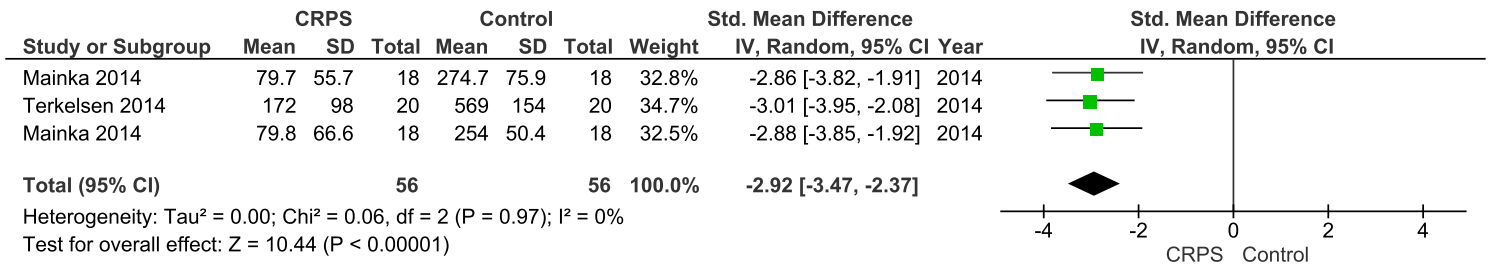 CRPS Control Std. Mean Difference Std. Mean Difference
Study or Subgroup Mean SD Total Mean SD Total Weight IV, Random, 95% CI Year IV, Random, 95% CI
Mainka 2014 79.7 55.7 18 274.7 75.9 18 32.8% -2.86 [-3.82, -1.91] 2014
Terkelsen 2014 172 98 20 569 154 20 34.7% -3.01 [-3.95, -2.08] 2014
Mainka 2014 79.8 66.6 18 254 50.4 18 32.5% -2.88 [-3.85, -1.92] 2014
Total (95% CI) 56 56 100.0% -2.92 [-3.47, -2.37]
Heterogeneity: Tau² = 0.00; Chi² = 0.06, df = 2 (P = 0.97); I² = 0%
Test for overall effect: Z = 10.44 (P < 0.00001)
-4 -2 0 2 4
CRPS Control